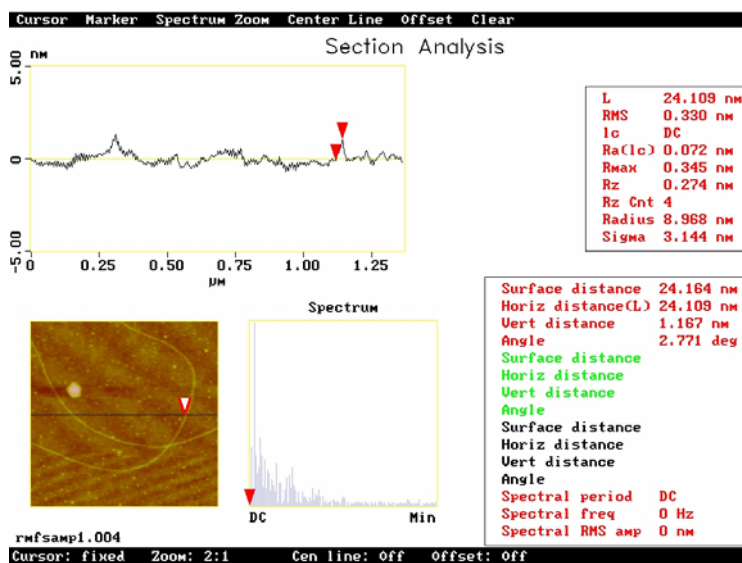 Cursor Marker Spectrum Zoom Center Line Offset Clear
Section Analysis
nm
5.00
0
-5.00
0 0.25 0.50 0.75 1.00 1.25
µM
L 24.109 nm
RMS 0.330 nm
lc DC
Ra(lc) 0.072 nm
Rmax 0.345 nm
Rz 0.274 nm
Rz Cnt 4
Radius 8.968 nm
Sigma 3.144 nm
Surface distance 24.164 nm
Horiz distance(L) 24.109 nm
Vert distance 1.167 nm
Angle 2.771 deg
Surface distance
Horiz distance
Vert distance
Angle
Surface distance
Horiz distance
Vert distance
Angle
Spectral period DC
Spectral freq 0 Hz
Spectral RMS amp 0 nm
Spectrum
DC Min
rmfsamp1.004
Cursor: fixed Zoom: 2:1 Cen line: Off Offset: Off